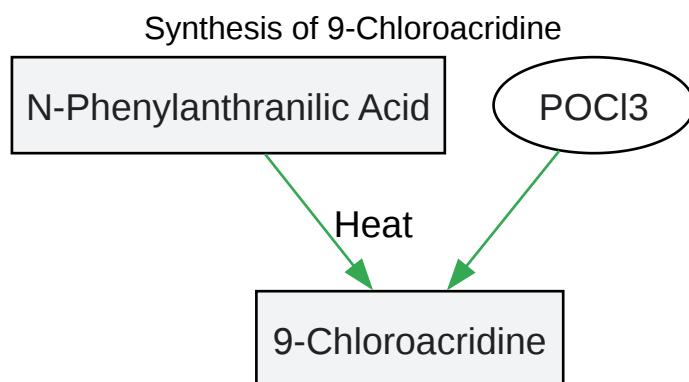 Synthesis of 9-Chloroacridine
N-Phenylanthranilic Acid
POCl3
Heat
9-Chloroacridine